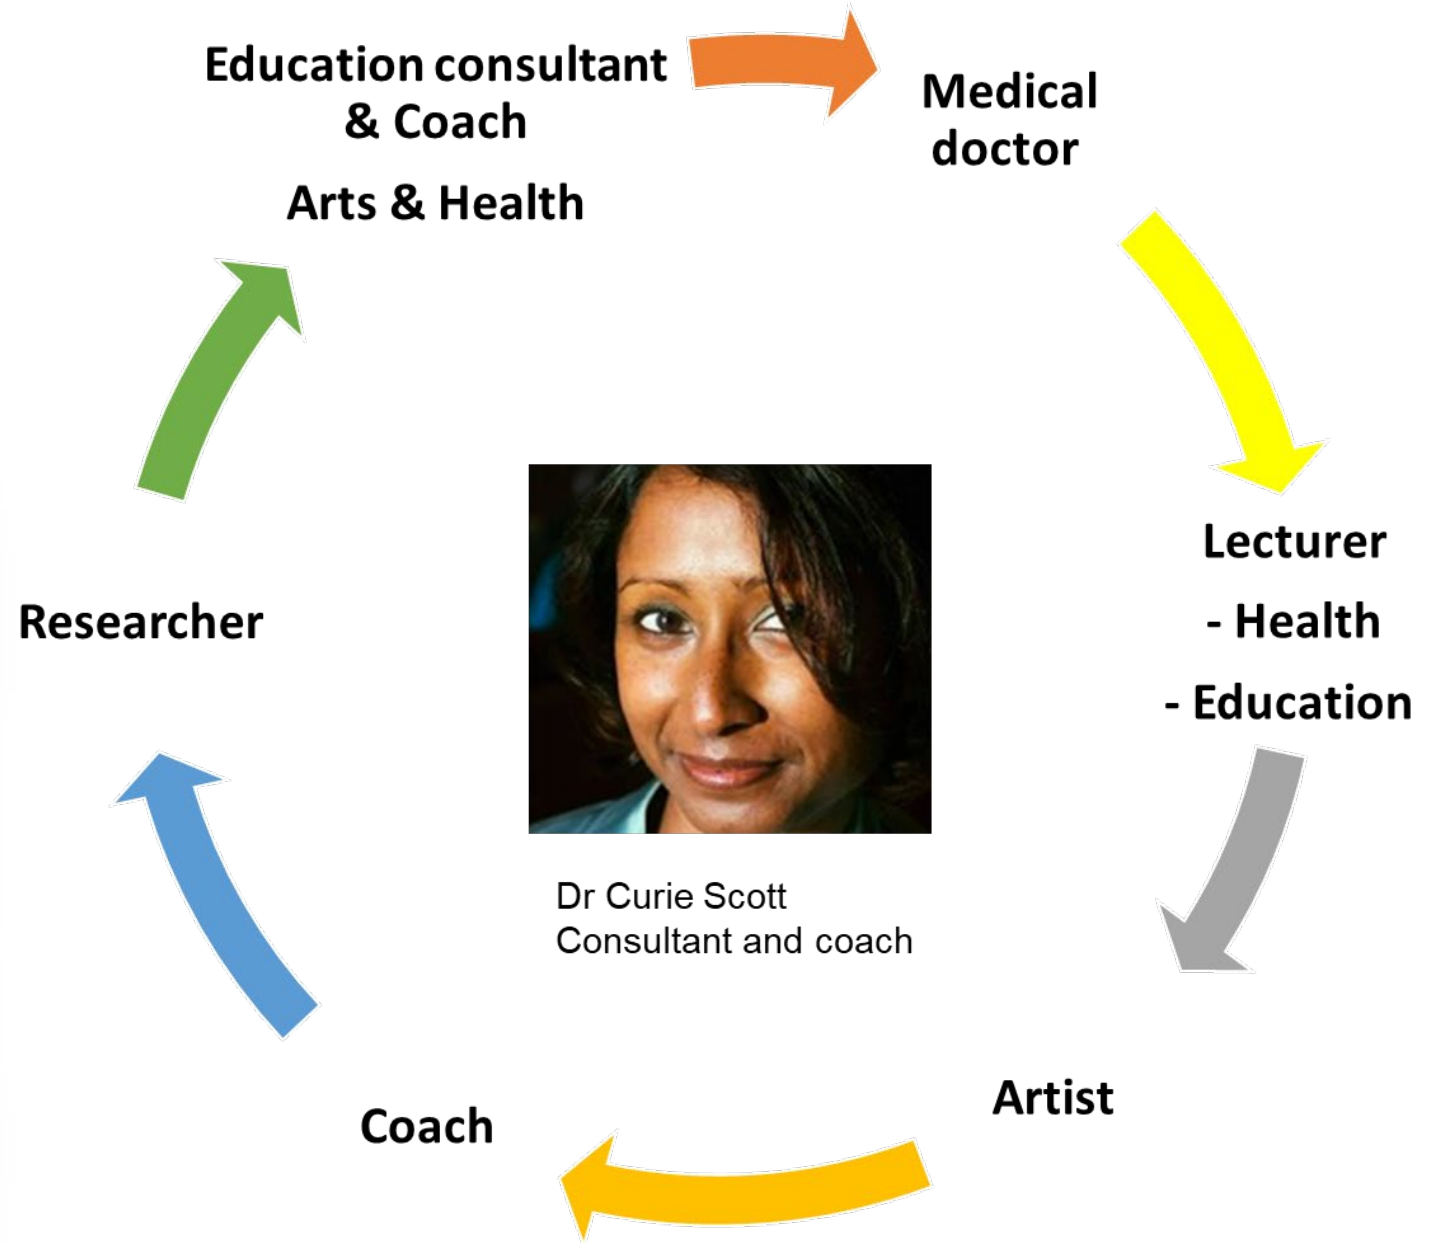 Education consultant
& Coach
Arts & Health
Medical
doctor
Lecturer
- Health
- Education
Artist
Coach
Researcher
Dr Curie Scott
Consultant and coach